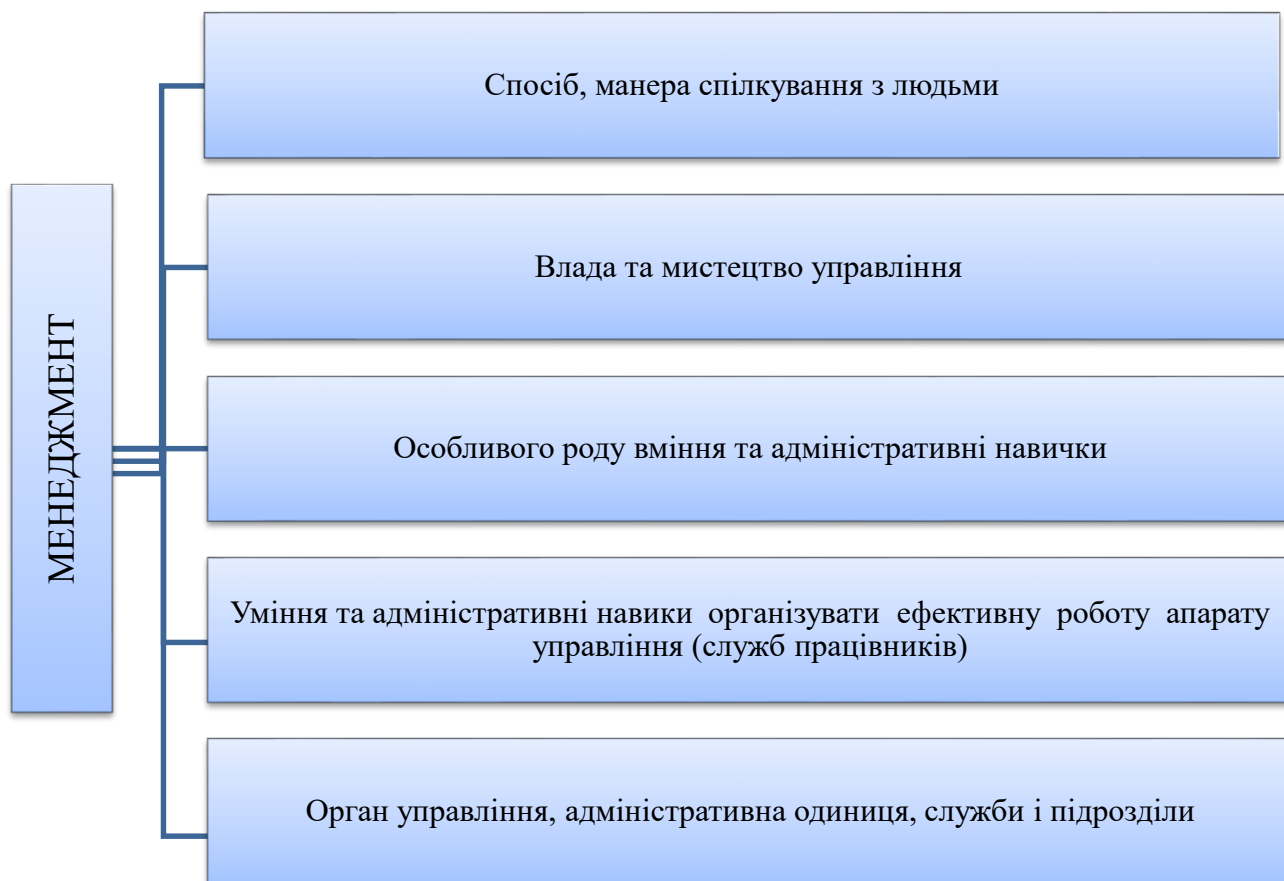 МЕНЕДЖМЕНТ
Спосіб, манера спілкування з людьми
Влада та мистецтво управління
Особливого роду вміння та адміністративні навички
Уміння та адміністративні навики організувати ефективну роботу апарату
управління (служб працівників)
Орган управління, адміністративна одиниця, служби і підрозділи